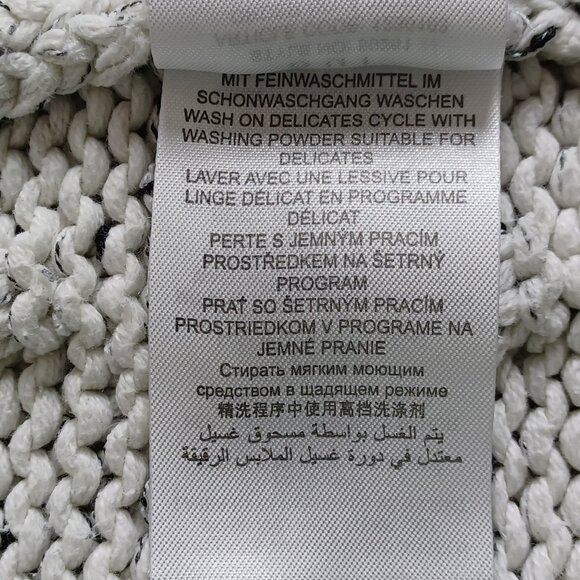 MIT FEINWASCHMITTEL IM
SCHONWASCHGANG WASCHEN
WASH ON DELICATES CYCLE WITH
WASHING POWDER SUITABLE FOR
DELICATES
LAVER AVEC UNE LESSIVE POUR
LINGE DÉLICAT EN PROGRAMME
DÉLICAT
PERTE S JEMNÝM PRACÍM
PROSTŘEDKEM NA ŠETRNÝ
PROGRAM
PRAŤ SO ŠETRNÝM PRACÍM
PROSTRIEDKOM V PROGRAME NA
JEMNÉ PRANIE
Стирать мягким моющим
средством в щадящем режиме
精洗程序中使用高档洗涤剂
يتم الغسل بواسطة مسحوق غسيل
معتدل في دورة غسيل الملابس الرقيقة